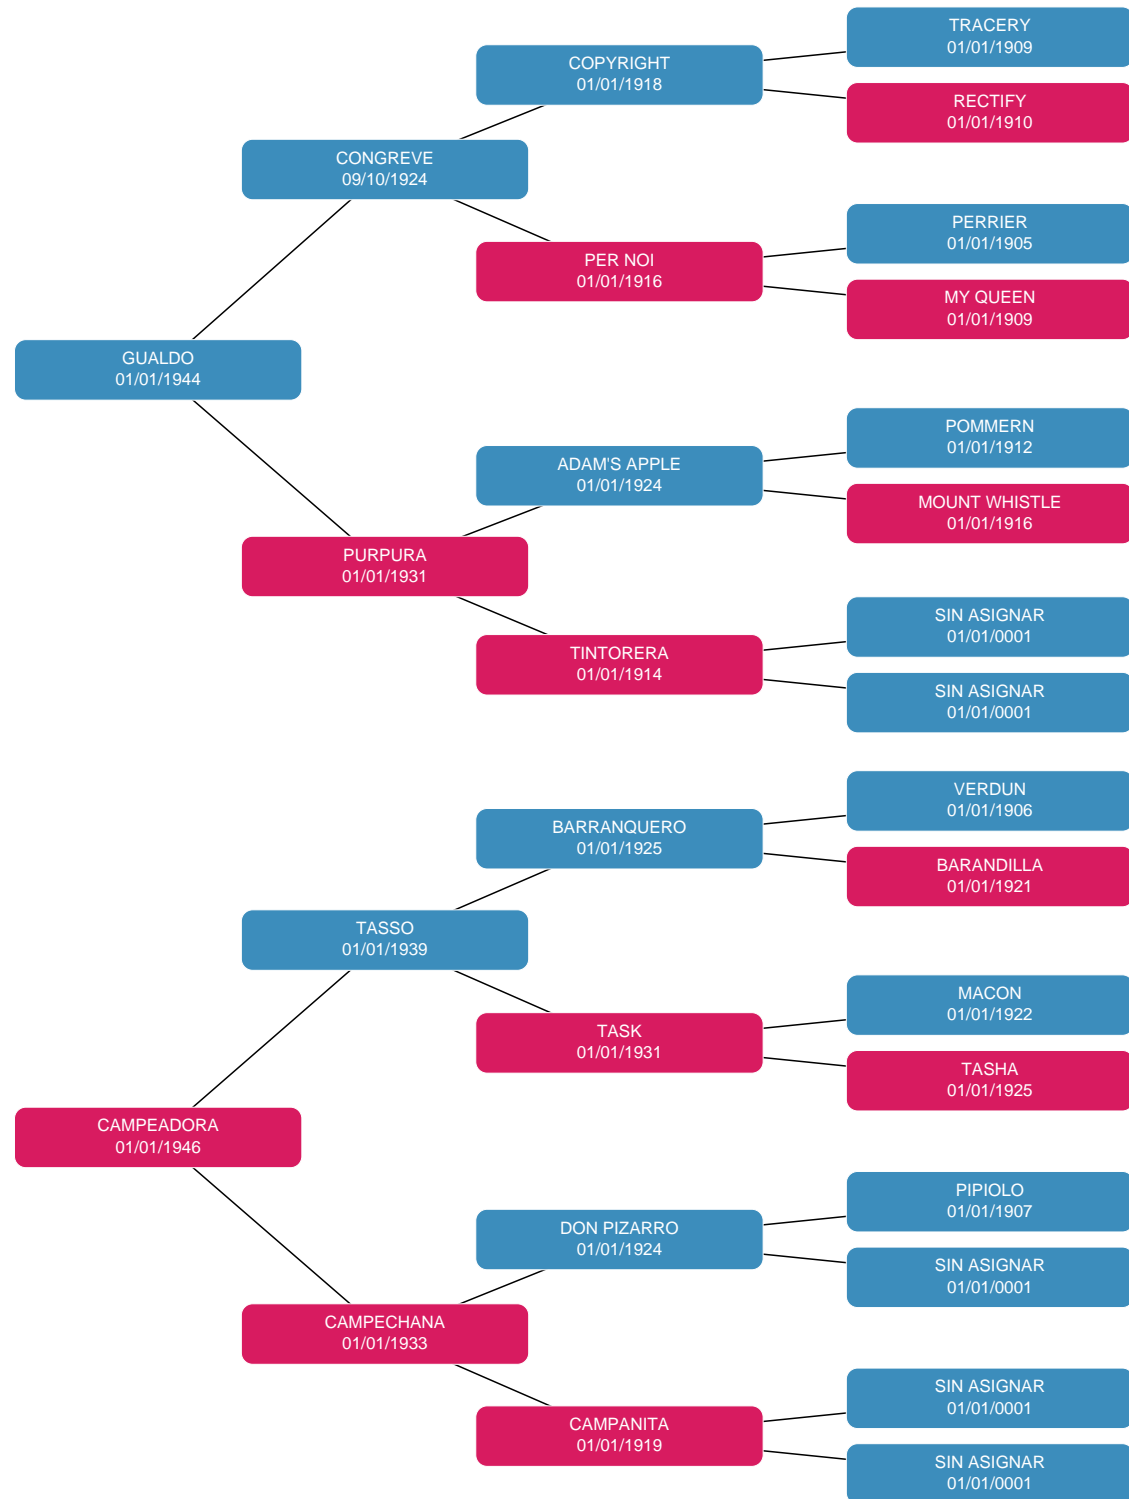 TRACERY
01/01/1909
COPYRIGHT
01/01/1918
RECTIFY
01/01/1910
CONGREVE
09/10/1924
PERRIER
01/01/1905
PER NOI
01/01/1916
MY QUEEN
01/01/1909
GUALDO
01/01/1944
POMMERN
01/01/1912
ADAM'S APPLE
01/01/1924
MOUNT WHISTLE
01/01/1916
PURPURA
01/01/1931
SIN ASIGNAR
01/01/0001
TINTORERA
01/01/1914
SIN ASIGNAR
01/01/0001
VERDUN
01/01/1906
BARRANQUERO
01/01/1925
BARANDILLA
01/01/1921
TASSO
01/01/1939
MACON
01/01/1922
TASK
01/01/1931
TASHA
01/01/1925
CAMPEADORA
01/01/1946
PIPIOLO
01/01/1907
DON PIZARRO
01/01/1924
SIN ASIGNAR
01/01/0001
CAMPECHANA
01/01/1933
SIN ASIGNAR
01/01/0001
CAMPANITA
01/01/1919
SIN ASIGNAR
01/01/0001